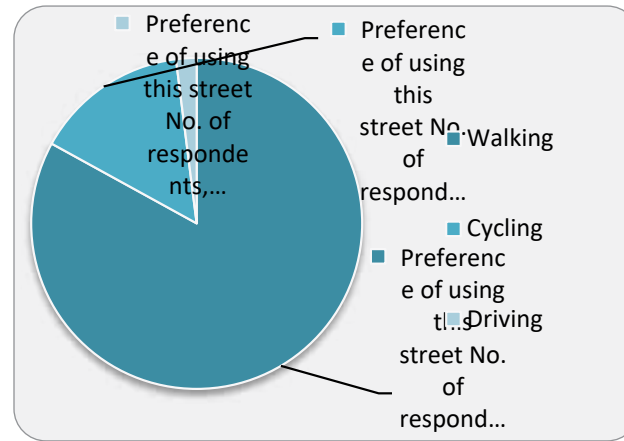 Preferenc
e of using
this street
No. of
responde
nts,...
Preferenc
e of using
this
street No.
of
respond...
Walking
Cycling
Preferenc
e of using
this
street No.
of
respond...
Driving